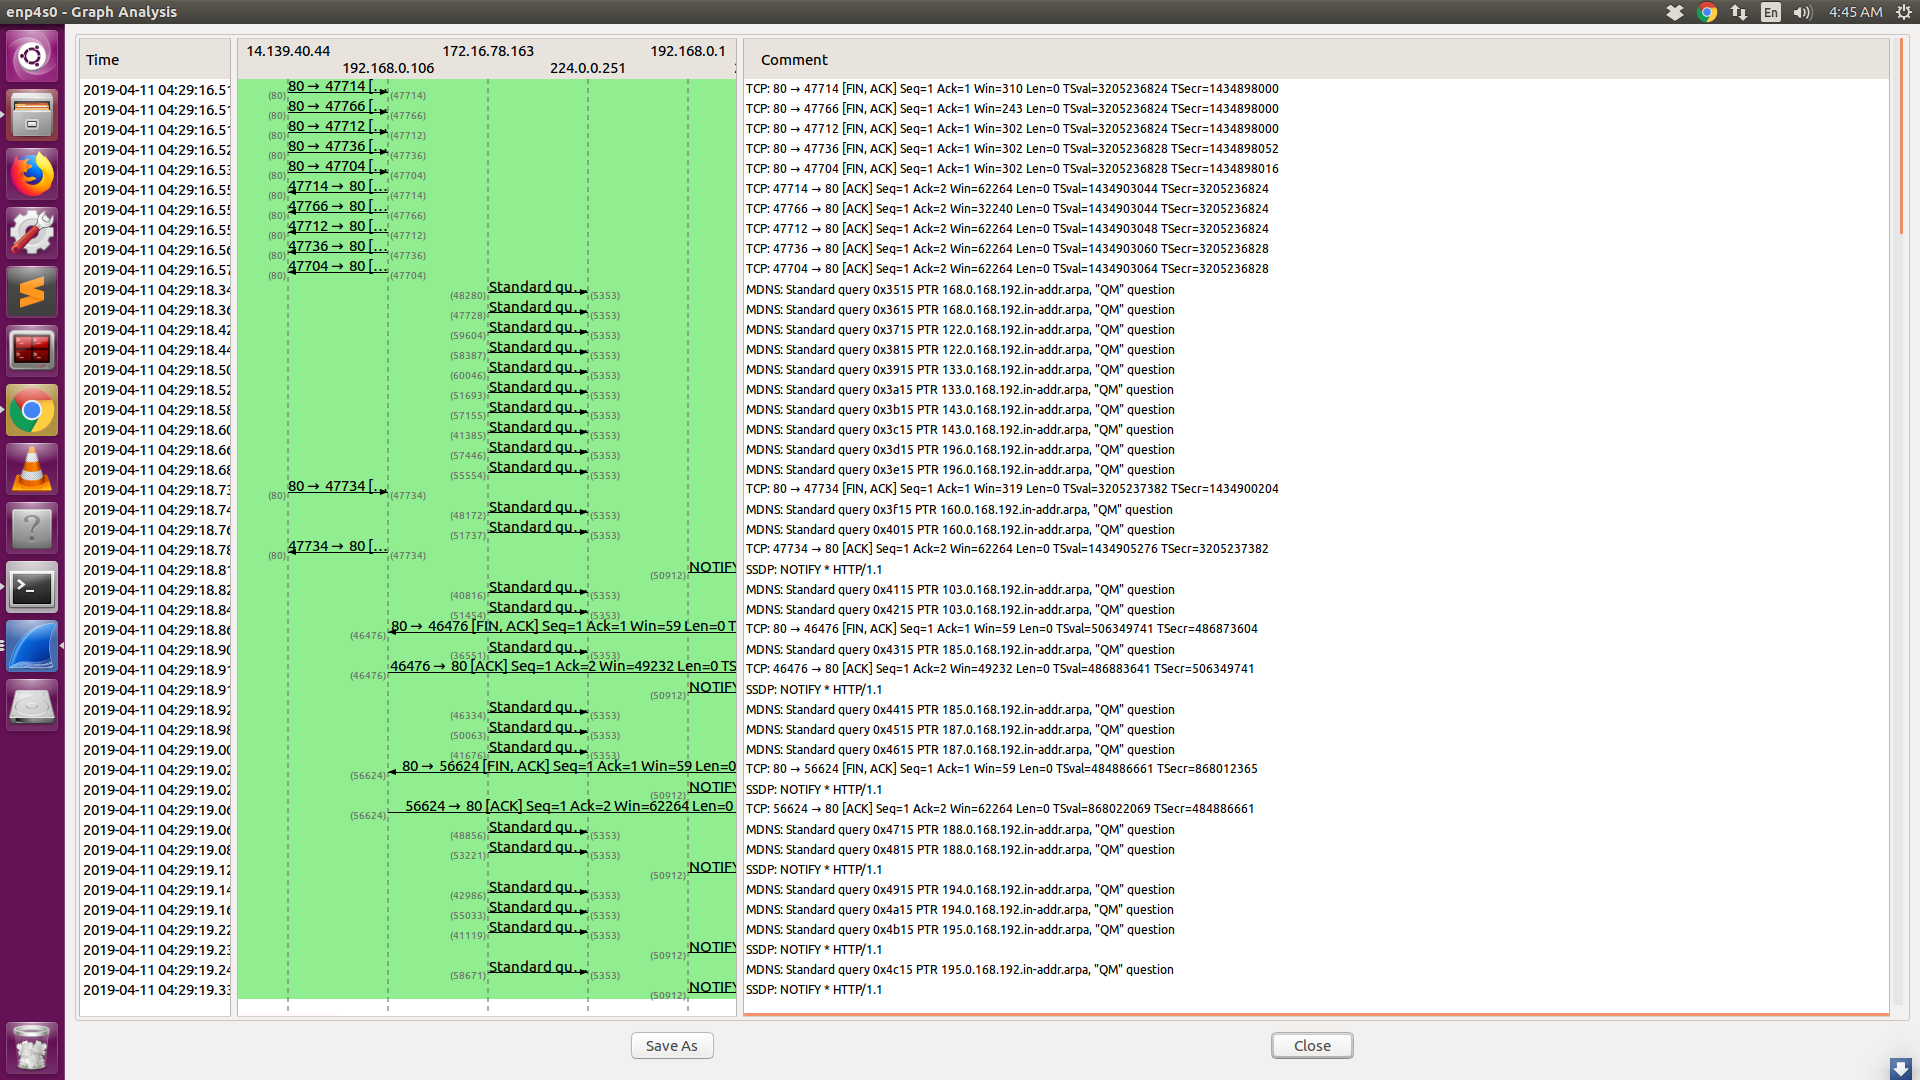 enp4s0 - Graph Analysis
En
4:45 AM
Time
14.139.40.44 172.16.78.163 192.168.0.1
192.168.0.106 224.0.0.251
Comment
2019-04-11 04:29:16.51 (80) 80 → 47714 [... (47714) TCP: 80 → 47714 [FIN, ACK] Seq=1 Ack=1 Win=310 Len=0 TSval=3205236824 TSecr=1434898000
2019-04-11 04:29:16.51 (80) 80 → 47766 [... (47766) TCP: 80 → 47766 [FIN, ACK] Seq=1 Ack=1 Win=243 Len=0 TSval=3205236824 TSecr=1434898000
2019-04-11 04:29:16.51 (80) 80 → 47712 [... (47712) TCP: 80 → 47712 [FIN, ACK] Seq=1 Ack=1 Win=302 Len=0 TSval=3205236824 TSecr=1434898000
2019-04-11 04:29:16.52 (80) 80 → 47736 [... (47736) TCP: 80 → 47736 [FIN, ACK] Seq=1 Ack=1 Win=302 Len=0 TSval=3205236828 TSecr=1434898052
2019-04-11 04:29:16.53 (80) 80 → 47704 [... (47704) TCP: 80 → 47704 [FIN, ACK] Seq=1 Ack=1 Win=302 Len=0 TSval=3205236828 TSecr=1434898016
2019-04-11 04:29:16.55 (80) 47714 → 80 [... (47714) TCP: 47714 → 80 [ACK] Seq=1 Ack=2 Win=62264 Len=0 TSval=1434903044 TSecr=3205236824
2019-04-11 04:29:16.55 (80) 47766 → 80 [... (47766) TCP: 47766 → 80 [ACK] Seq=1 Ack=2 Win=32240 Len=0 TSval=1434903044 TSecr=3205236824
2019-04-11 04:29:16.55 (80) 47712 → 80 [... (47712) TCP: 47712 → 80 [ACK] Seq=1 Ack=2 Win=62264 Len=0 TSval=1434903048 TSecr=3205236824
2019-04-11 04:29:16.56 (80) 47736 → 80 [... (47736) TCP: 47736 → 80 [ACK] Seq=1 Ack=2 Win=62264 Len=0 TSval=1434903060 TSecr=3205236828
2019-04-11 04:29:16.57 (80) 47704 → 80 [... (47704) TCP: 47704 → 80 [ACK] Seq=1 Ack=2 Win=62264 Len=0 TSval=1434903064 TSecr=3205236828
2019-04-11 04:29:18.34 (48280) Standard qu... (5353) MDNS: Standard query 0x3515 PTR 168.0.168.192.in-addr.arpa, "QM" question
2019-04-11 04:29:18.36 (47728) Standard qu... (5353) MDNS: Standard query 0x3615 PTR 168.0.168.192.in-addr.arpa, "QM" question
2019-04-11 04:29:18.42 (59604) Standard qu... (5353) MDNS: Standard query 0x3715 PTR 122.0.168.192.in-addr.arpa, "QM" question
2019-04-11 04:29:18.44 (58387) Standard qu... (5353) MDNS: Standard query 0x3815 PTR 122.0.168.192.in-addr.arpa, "QM" question
2019-04-11 04:29:18.50 (60046) Standard qu... (5353) MDNS: Standard query 0x3915 PTR 133.0.168.192.in-addr.arpa, "QM" question
2019-04-11 04:29:18.52 (51693) Standard qu... (5353) MDNS: Standard query 0x3a15 PTR 133.0.168.192.in-addr.arpa, "QM" question
2019-04-11 04:29:18.58 (57155) Standard qu... (5353) MDNS: Standard query 0x3b15 PTR 143.0.168.192.in-addr.arpa, "QM" question
2019-04-11 04:29:18.60 (41385) Standard qu... (5353) MDNS: Standard query 0x3c15 PTR 143.0.168.192.in-addr.arpa, "QM" question
2019-04-11 04:29:18.66 (57446) Standard qu... (5353) MDNS: Standard query 0x3d15 PTR 196.0.168.192.in-addr.arpa, "QM" question
2019-04-11 04:29:18.68 (55554) Standard qu... (5353) MDNS: Standard query 0x3e15 PTR 196.0.168.192.in-addr.arpa, "QM" question
2019-04-11 04:29:18.73 (80) 80 → 47734 [... (47734) TCP: 80 → 47734 [FIN, ACK] Seq=1 Ack=1 Win=319 Len=0 TSval=3205237382 TSecr=1434900204
2019-04-11 04:29:18.74 (48172) Standard qu... (5353) MDNS: Standard query 0x3f15 PTR 160.0.168.192.in-addr.arpa, "QM" question
2019-04-11 04:29:18.76 (51737) Standard qu... (5353) MDNS: Standard query 0x4015 PTR 160.0.168.192.in-addr.arpa, "QM" question
2019-04-11 04:29:18.78 (80) 47734 → 80 [... (47734) TCP: 47734 → 80 [ACK] Seq=1 Ack=2 Win=62264 Len=0 TSval=1434905276 TSecr=3205237382
2019-04-11 04:29:18.81 (50912) NOTIFY SSDP: NOTIFY * HTTP/1.1
2019-04-11 04:29:18.82 (40816) Standard qu... (5353) MDNS: Standard query 0x4115 PTR 103.0.168.192.in-addr.arpa, "QM" question
2019-04-11 04:29:18.84 (51454) Standard qu... (5353) MDNS: Standard query 0x4215 PTR 103.0.168.192.in-addr.arpa, "QM" question
2019-04-11 04:29:18.86 (46476) 80 → 46476 [FIN, ACK] Seq=1 Ack=1 Win=59 Len=0 T TCP: 80 → 46476 [FIN, ACK] Seq=1 Ack=1 Win=59 Len=0 TSval=506349741 TSecr=486873604
2019-04-11 04:29:18.90 (36551) Standard qu... (5353) MDNS: Standard query 0x4315 PTR 185.0.168.192.in-addr.arpa, "QM" question
2019-04-11 04:29:18.91 (46476) 46476 → 80 [ACK] Seq=1 Ack=2 Win=49232 Len=0 TS TCP: 46476 → 80 [ACK] Seq=1 Ack=2 Win=49232 Len=0 TSval=486883641 TSecr=506349741
2019-04-11 04:29:18.91 (50912) NOTIFY SSDP: NOTIFY * HTTP/1.1
2019-04-11 04:29:18.92 (46334) Standard qu... (5353) MDNS: Standard query 0x4415 PTR 185.0.168.192.in-addr.arpa, "QM" question
2019-04-11 04:29:18.98 (50063) Standard qu... (5353) MDNS: Standard query 0x4515 PTR 187.0.168.192.in-addr.arpa, "QM" question
2019-04-11 04:29:19.00 (41676) Standard qu... (5353) MDNS: Standard query 0x4615 PTR 187.0.168.192.in-addr.arpa, "QM" question
2019-04-11 04:29:19.02 (56624) 80 → 56624 [FIN, ACK] Seq=1 Ack=1 Win=59 Len=0 TCP: 80 → 56624 [FIN, ACK] Seq=1 Ack=1 Win=59 Len=0 TSval=484886661 TSecr=868012365
2019-04-11 04:29:19.02 (50912) NOTIFY SSDP: NOTIFY * HTTP/1.1
2019-04-11 04:29:19.06 (56624) 56624 → 80 [ACK] Seq=1 Ack=2 Win=62264 Len=0 TCP: 56624 → 80 [ACK] Seq=1 Ack=2 Win=62264 Len=0 TSval=868022069 TSecr=484886661
2019-04-11 04:29:19.06 (48856) Standard qu... (5353) MDNS: Standard query 0x4715 PTR 188.0.168.192.in-addr.arpa, "QM" question
2019-04-11 04:29:19.08 (53221) Standard qu... (5353) MDNS: Standard query 0x4815 PTR 188.0.168.192.in-addr.arpa, "QM" question
2019-04-11 04:29:19.12 (50912) NOTIFY SSDP: NOTIFY * HTTP/1.1
2019-04-11 04:29:19.14 (42986) Standard qu... (5353) MDNS: Standard query 0x4915 PTR 194.0.168.192.in-addr.arpa, "QM" question
2019-04-11 04:29:19.16 (55033) Standard qu... (5353) MDNS: Standard query 0x4a15 PTR 194.0.168.192.in-addr.arpa, "QM" question
2019-04-11 04:29:19.22 (41119) Standard qu... (5353) MDNS: Standard query 0x4b15 PTR 195.0.168.192.in-addr.arpa, "QM" question
2019-04-11 04:29:19.23 (50912) NOTIFY SSDP: NOTIFY * HTTP/1.1
2019-04-11 04:29:19.24 (58671) Standard qu... (5353) MDNS: Standard query 0x4c15 PTR 195.0.168.192.in-addr.arpa, "QM" question
2019-04-11 04:29:19.33 (50912) NOTIFY SSDP: NOTIFY * HTTP/1.1
Save As
Close